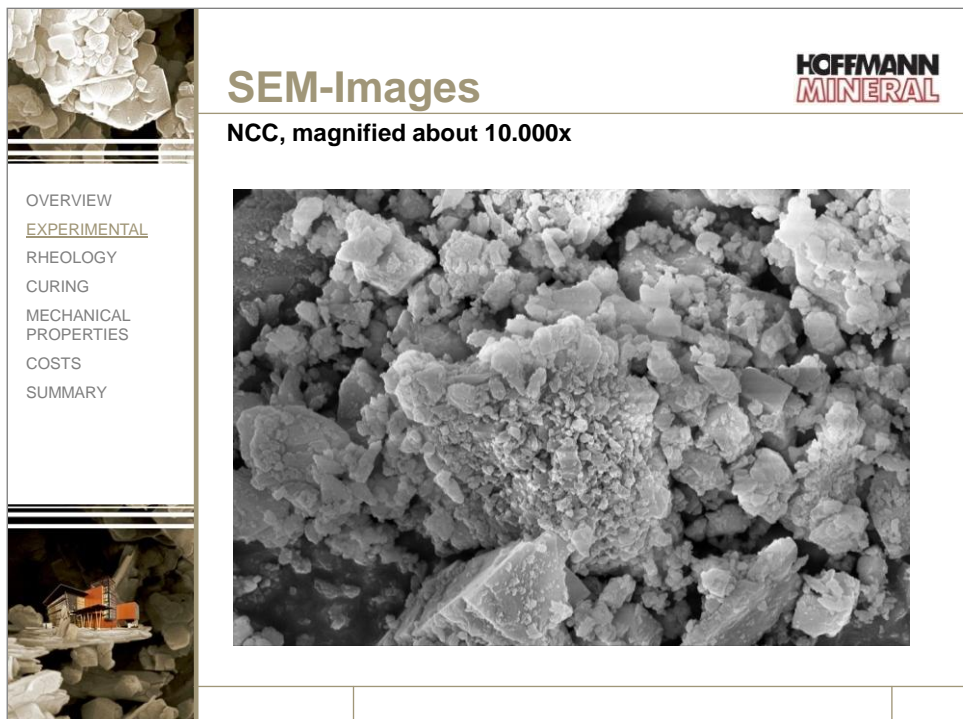 SEM-Images
HOFFMANN
MINERAL
NCC, magnified about 10.000x
OVERVIEW
EXPERIMENTAL
RHEOLOGY
CURING
MECHANICAL
PROPERTIES
COSTS
SUMMARY